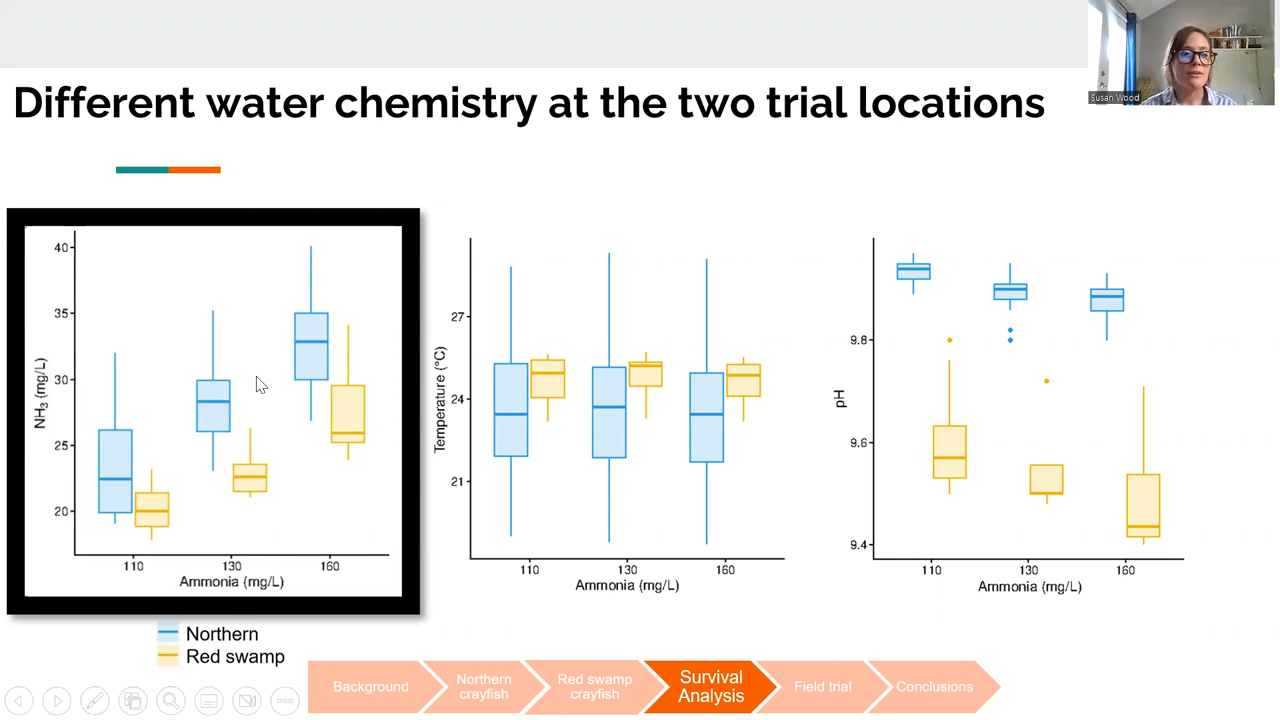 Different water chemistry at the two trial locations
Susan Wood
NH₃ (mg/L)
40
35
30
25
20
110 130 160
Ammonia (mg/L)
Temperature (°C)
27
24
21
110 130 160
Ammonia (mg/L)
pH
9.8
9.6
9.4
110 130 160
Ammonia (mg/L)
Northern
Red swamp
Background
Northern
crayfish
Red swamp
crayfish
Survival
Analysis
Field trial
Conclusions